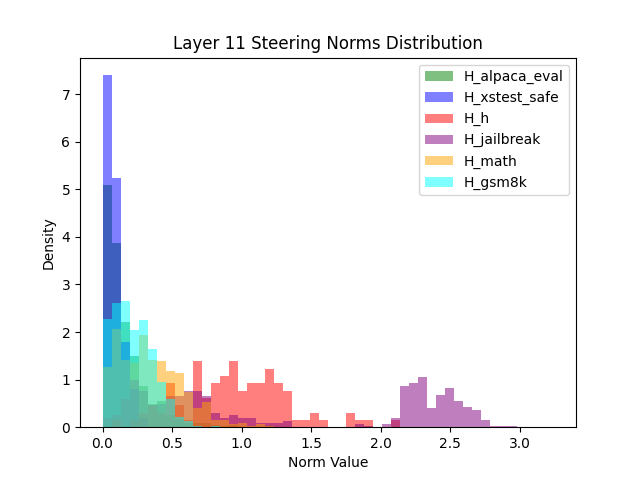 Layer 11 Steering Norms Distribution
H_alpaca_eval
H_xstest_safe
H_h
H_jailbreak
H_math
H_gsm8k
Density
7
6
5
4
3
2
1
0
0.0 0.5 1.0 1.5 2.0 2.5 3.0
Norm Value